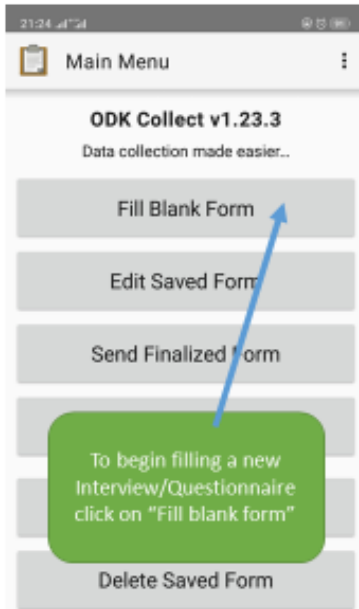 21:24
Main Menu
ODK Collect v1.23.3
Data collection made easier...
Fill Blank Form
Edit Saved Form
Send Finalized Form
To begin filling a new
Interview/Questionnaire
click on "Fill blank form"
Delete Saved Form